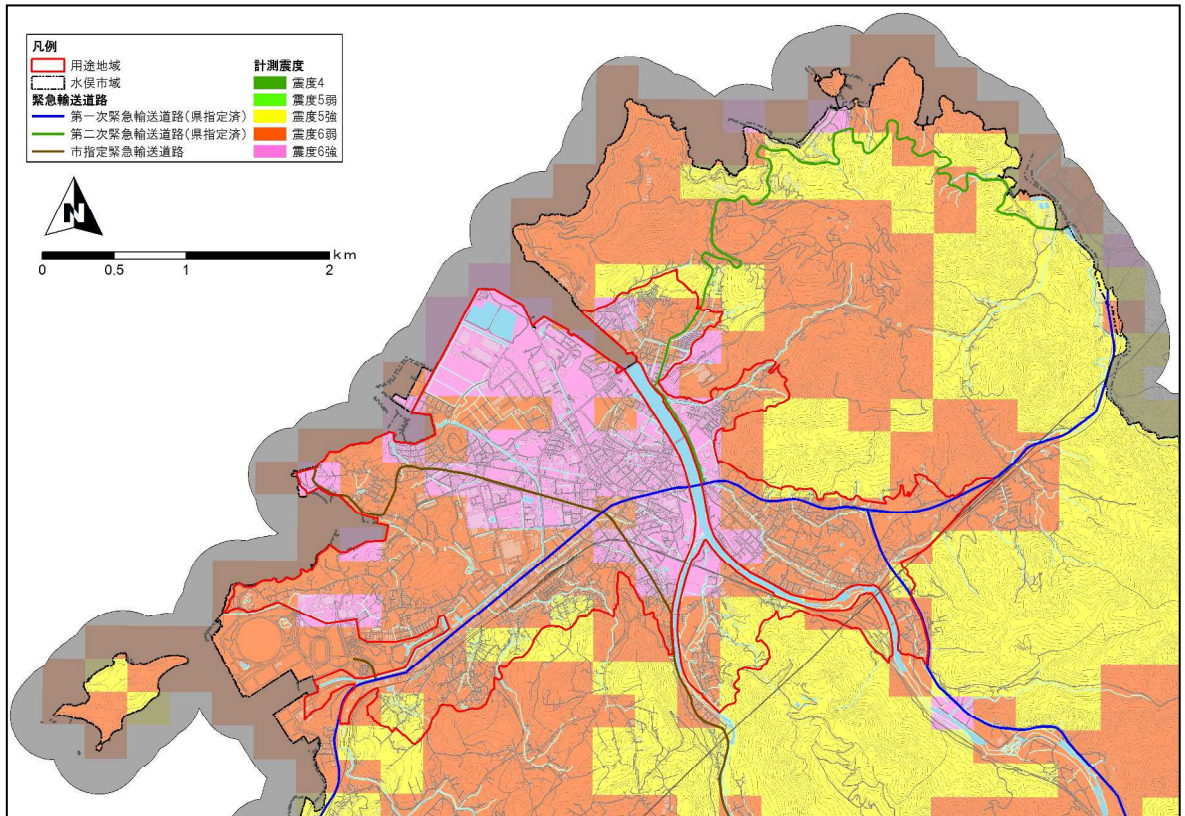 凡例
用途地域
水俣市域
緊急輸送道路
第一次緊急輸送道路(県指定済)
第二次緊急輸送道路(県指定済)
市指定緊急輸送道路
計測震度
震度4
震度5弱
震度5強
震度6弱
震度6強
N
km
0 0.5 1 2